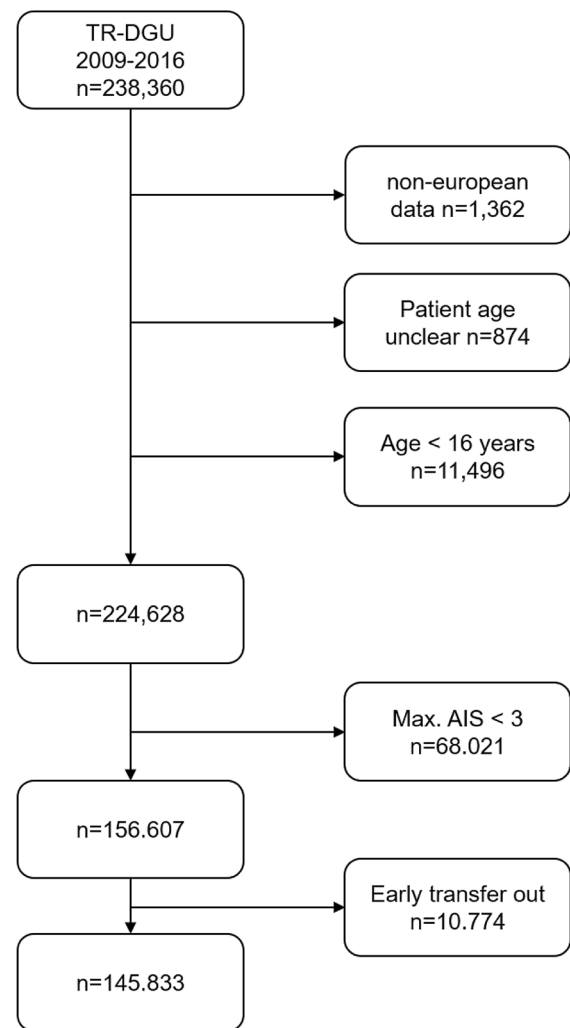 TR-DGU
2009-2016
n=238,360
non-european
data n=1,362
Patient age
unclear n=874
Age < 16 years
n=11,496
n=224,628
Max. AIS < 3
n=68.021
n=156.607
Early transfer out
n=10.774
n=145.833